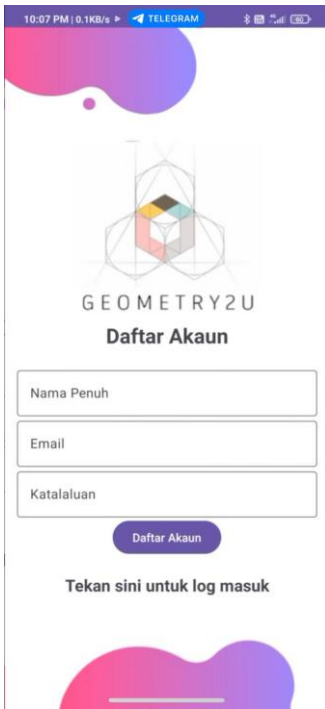 10:07 PM | 0.1KB/s TELEGRAM 60
GEOMETRY2U
Daftar Akaun
Nama Penuh
Email
Katalaluan
Daftar Akaun
Tekan sini untuk log masuk